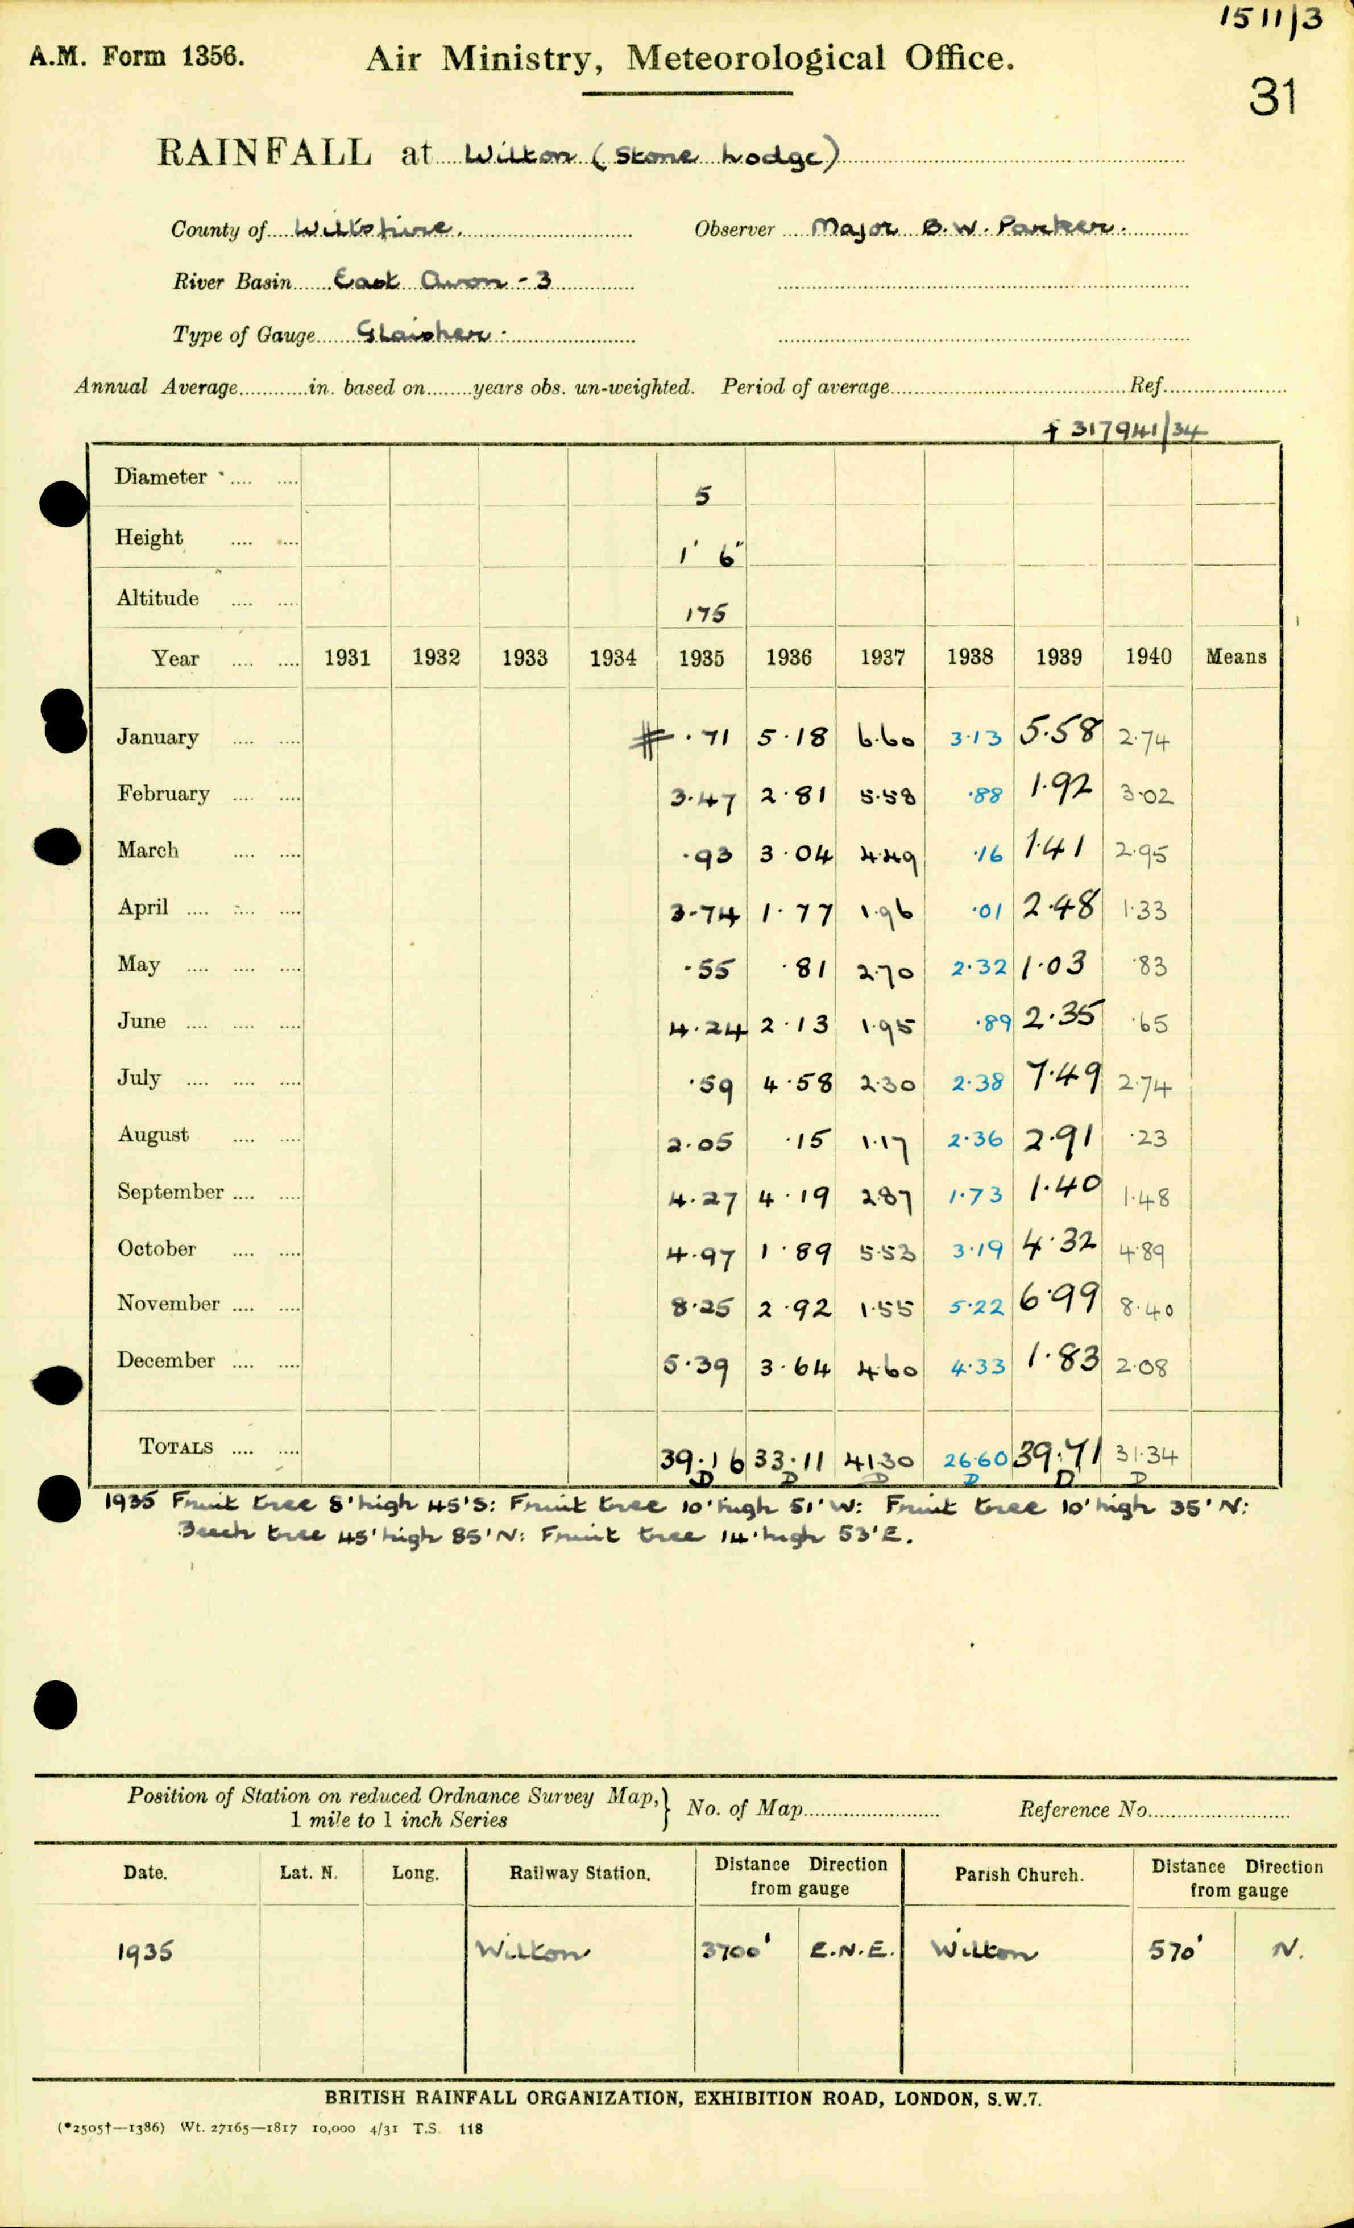 1511/3
A.M. Form 1356. Air Ministry, Meteorological Office.
31
RAINFALL at Wilton (Stone Lodge)
County of Wiltshire. Observer Major B.W. Parker.
River Basin East Avon - 3
Type of Gauge Glaisher.
Annual Average in. based on years obs. un-weighted. Period of average Ref.
f 317941/34
Diameter 5
Height 1' 6"
Altitude 175
Year 1931 1932 1933 1934 1935 1936 1937 1938 1939 1940 Means
January # .71 5.18 6.60 3.13 5.58 2.74
February 3.47 2.81 5.58 .88 1.92 3.02
March .93 3.04 4.49 .16 1.41 2.95
April 3.74 1.77 1.96 .01 2.48 1.33
May .55 .81 2.70 2.32 1.03 .83
June 4.24 2.13 1.95 .89 2.35 .65
July .59 4.58 2.30 2.38 7.49 2.74
August 2.05 .15 1.17 2.36 2.91 .23
September 4.27 4.19 2.87 1.73 1.40 1.48
October 4.97 1.89 5.53 3.19 4.32 4.89
November 8.25 2.92 1.55 5.22 6.99 8.40
December 5.39 3.64 4.60 4.33 1.83 2.08
TOTALS 39.16 33.11 41.30 26.60 39.71 31.34
D D D D D D
1935 Fruit tree 8' high 45'S: Fruit tree 10' high 51'W: Fruit tree 10' high 35'N:
Beech tree 45' high 85'N: Fruit tree 14' high 53'E.
Position of Station on reduced Ordnance Survey Map,} No. of Map Reference No.
1 mile to 1 inch Series
Date. Lat. N. Long. Railway Station. Distance Direction from gauge Parish Church. Distance Direction from gauge
1935 Wilton 3700' E.N.E. Wilton 570' N.
BRITISH RAINFALL ORGANIZATION, EXHIBITION ROAD, LONDON, S.W.7.
(*2505†—1386) Wt. 27165—1817 10,000 4/31 T.S. 118